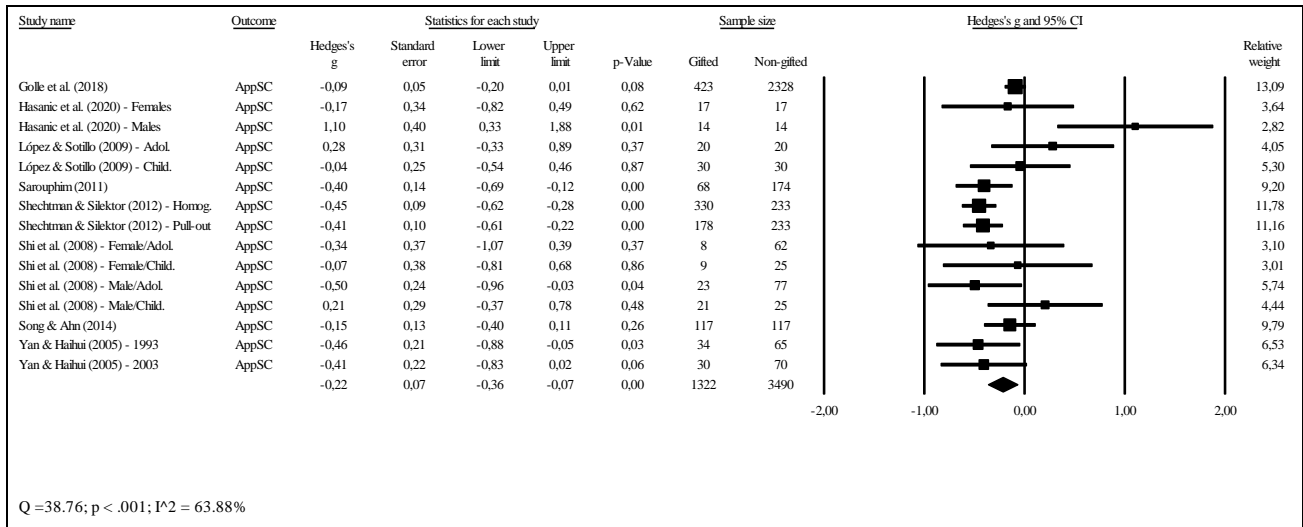 Study name Outcome Statistics for each study Sample size Hedges's g and 95% CI
Hedges's Standard Lower Upper Relative
g error limit limit p-Value Gifted Non-gifted weight
Golle et al. (2018) AppSC -0,09 0,05 -0,20 0,01 0,08 423 2328 13,09
Hasanic et al. (2020) - Females AppSC -0,17 0,34 -0,82 0,49 0,62 17 17 3,64
Hasanic et al. (2020) - Males AppSC 1,10 0,40 0,33 1,88 0,01 14 14 2,82
López & Sotillo (2009) - Adol. AppSC 0,28 0,31 -0,33 0,89 0,37 20 20 4,05
López & Sotillo (2009) - Child. AppSC -0,04 0,25 -0,54 0,46 0,87 30 30 5,30
Sarouphim (2011) AppSC -0,40 0,14 -0,69 -0,12 0,00 68 174 9,20
Shechtman & Silektor (2012) - Homog. AppSC -0,45 0,09 -0,62 -0,28 0,00 330 233 11,78
Shechtman & Silektor (2012) - Pull-out AppSC -0,41 0,10 -0,61 -0,22 0,00 178 233 11,16
Shi et al. (2008) - Female/Adol. AppSC -0,34 0,37 -1,07 0,39 0,37 8 62 3,10
Shi et al. (2008) - Female/Child. AppSC -0,07 0,38 -0,81 0,68 0,86 9 25 3,01
Shi et al. (2008) - Male/Adol. AppSC -0,50 0,24 -0,96 -0,03 0,04 23 77 5,74
Shi et al. (2008) - Male/Child. AppSC 0,21 0,29 -0,37 0,78 0,48 21 25 4,44
Song & Ahn (2014) AppSC -0,15 0,13 -0,40 0,11 0,26 117 117 9,79
Yan & Haihui (2005) - 1993 AppSC -0,46 0,21 -0,88 -0,05 0,03 34 65 6,53
Yan & Haihui (2005) - 2003 AppSC -0,41 0,22 -0,83 0,02 0,06 30 70 6,34
-0,22 0,07 -0,36 -0,07 0,00 1322 3490
-2,00 -1,00 0,00 1,00 2,00
Q =38.76; p < .001; I^2 = 63.88%